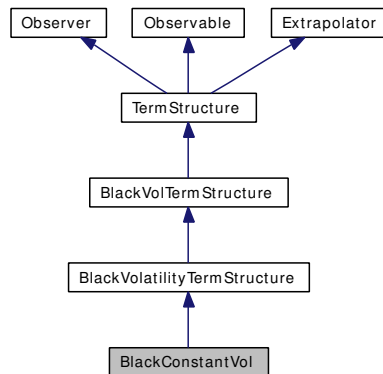 Observer
Observable
Extrapolator
TermStructure
BlackVolTermStructure
BlackVolatilityTermStructure
BlackConstantVol